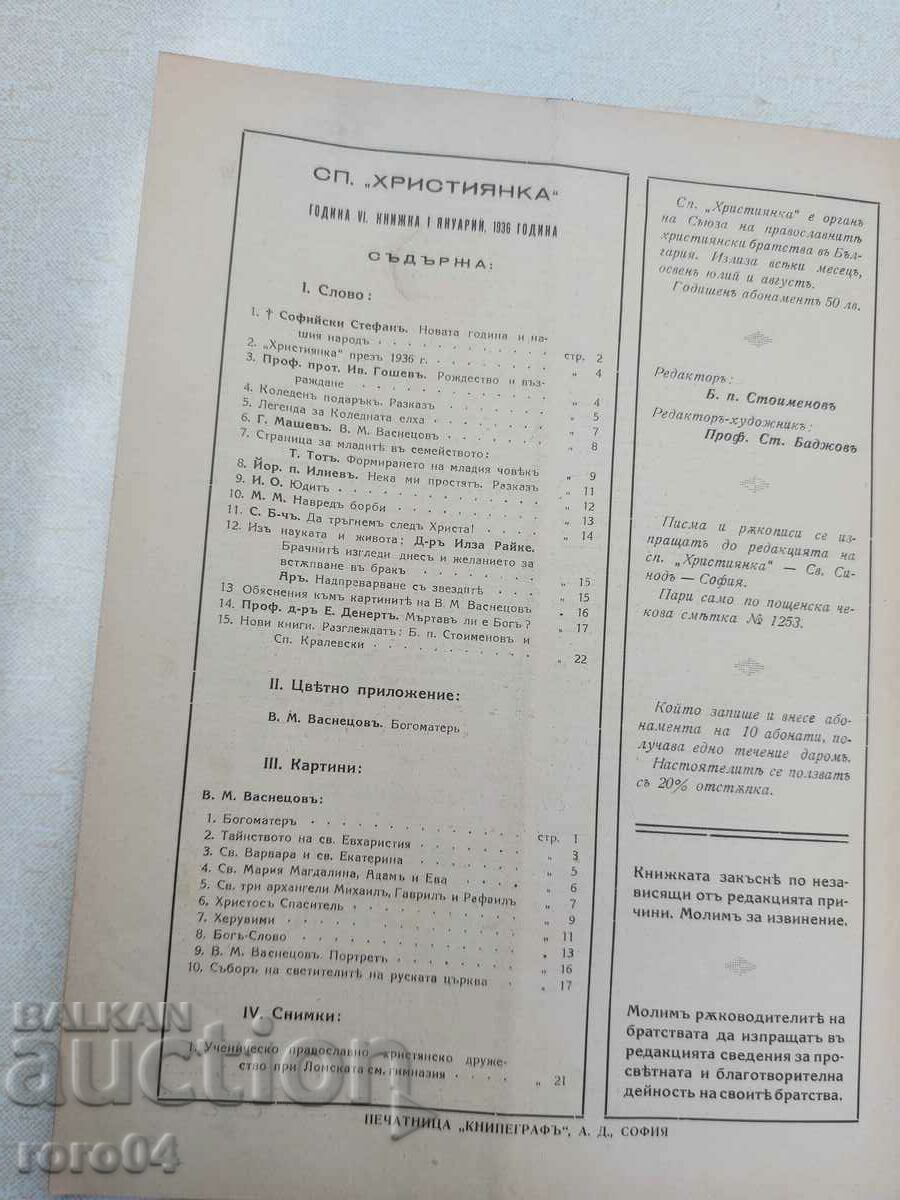 СП. „ХРИСТИЯНКА“
ГОДИНА VI. КНИЖКА I ЯНУАРИЙ, 1936 ГОДИНА
СЪДЪРЖА:
I. Слово:
1. † Софийски Стефанъ. Новата година и на-
шия народъ . . . . . . . . . . . стр. 2
2. „Християнка“ презъ 1936 г. . . . . . . „ 4
3. Проф. прот. Ив. Гошевъ. Рождество и въз-
раждане . . . . . . . . . . „ 4
4. Коледенъ подаръкъ. Разказъ . . . . . . „ 5
5. Легенда за Коледната елха . . . . . . „ 7
6. Г. Машевъ. В. М. Васнецовъ . . . . . . „ 8
7. Страница за младитѣ въ семейството:
Т. Тотъ. Формирането на младия човѣкъ „ 9
8. Йор. п. Илиевъ. Нека ми простятъ. Разказъ „ 11
9. И. О. Юдитъ . . . . . . . . . . „ 12
10. М. М. Навредъ борби . . . . . . . . „ 13
11. С. Б-чъ. Да тръгнемъ следъ Христа! . . . „ 14
12. Изъ науката и живота: Д-ръ Илза Райке.
Брачнитѣ изгледи днесъ и желанието за
встѫпване въ бракъ . . . . . . . „ 15
Яръ. Надпреварване съ звездитѣ . . . „ 15
13 Обяснения къмъ картинитѣ на В. М Васнецовъ „ 16
14. Проф. д-ръ Е. Денертъ. Мъртавъ ли е Богъ? „ 17
15. Нови книги. Разглеждатъ: Б. п. Стоименовъ и
Сп. Кралевски . . . . . . . . . . „ 22
II. Цвѣтно приложение:
В. М. Васнецовъ. Богоматерь
III. Картини:
В. М. Васнецовъ:
1. Богоматеръ . . . . . . . . . . стр. 1
2. Тайнството на св. Евхаристия . . . . . „ 3
3. Св. Варвара и св. Екатерина . . . . . „ 5
4. Св. Мария Магдалина, Адамъ и Ева . . . . „ 6
5. Св. три архангели Михаилъ, Гаврилъ и Рафаилъ „ 7
6. Христосъ Спаситель . . . . . . . . „ 9
7. Херувими . . . . . . . . . . „ 11
8. Богъ-Слово . . . . . . . . . . „ 13
9. В. М. Васнецовъ. Портретъ . . . . . . „ 16
10. Съборъ на светителитѣ на руската църква . „ 17
IV. Снимки:
1. Ученическо православно християнско друже-
ство при Ломската см. гимназия . . . . „ 21
Сп. „Християнка“ е органъ
на Съюза на православнитѣ
християнски братства въ Бъл-
гария. Излиза всѣки месецъ,
освенъ юлий и августъ.
Годишенъ абонаментъ 50 лв.
Редакторъ:
Б. п. Стоименовъ
Редакторъ-художникъ:
Проф. Ст. Баджовъ
Писма и рѫкописи се из-
пращатъ до редакцията на
сп. „Християнка“ — Св. Си-
нодъ — София.
Пари само по пощенска че-
кова смѣтка № 1253.
Който запише и внесе або-
намента на 10 абонати, по-
лучава едно течение даромъ.
Настоятелитѣ се ползватъ
съ 20% отстѫпка.
Книжката закъснѣ по неза-
висящи отъ редакцията при-
чини. Молимъ за извинение.
Молимъ рѫководителитѣ на
братствата да изпращатъ въ
редакцията сведения за про-
свѣтната и благотворителна
дейность на своитѣ братства.
ПЕЧАТНИЦА „КНИПЕГРАФЪ“, А. Д., СОФИЯ
BALKAN
auction
roro04